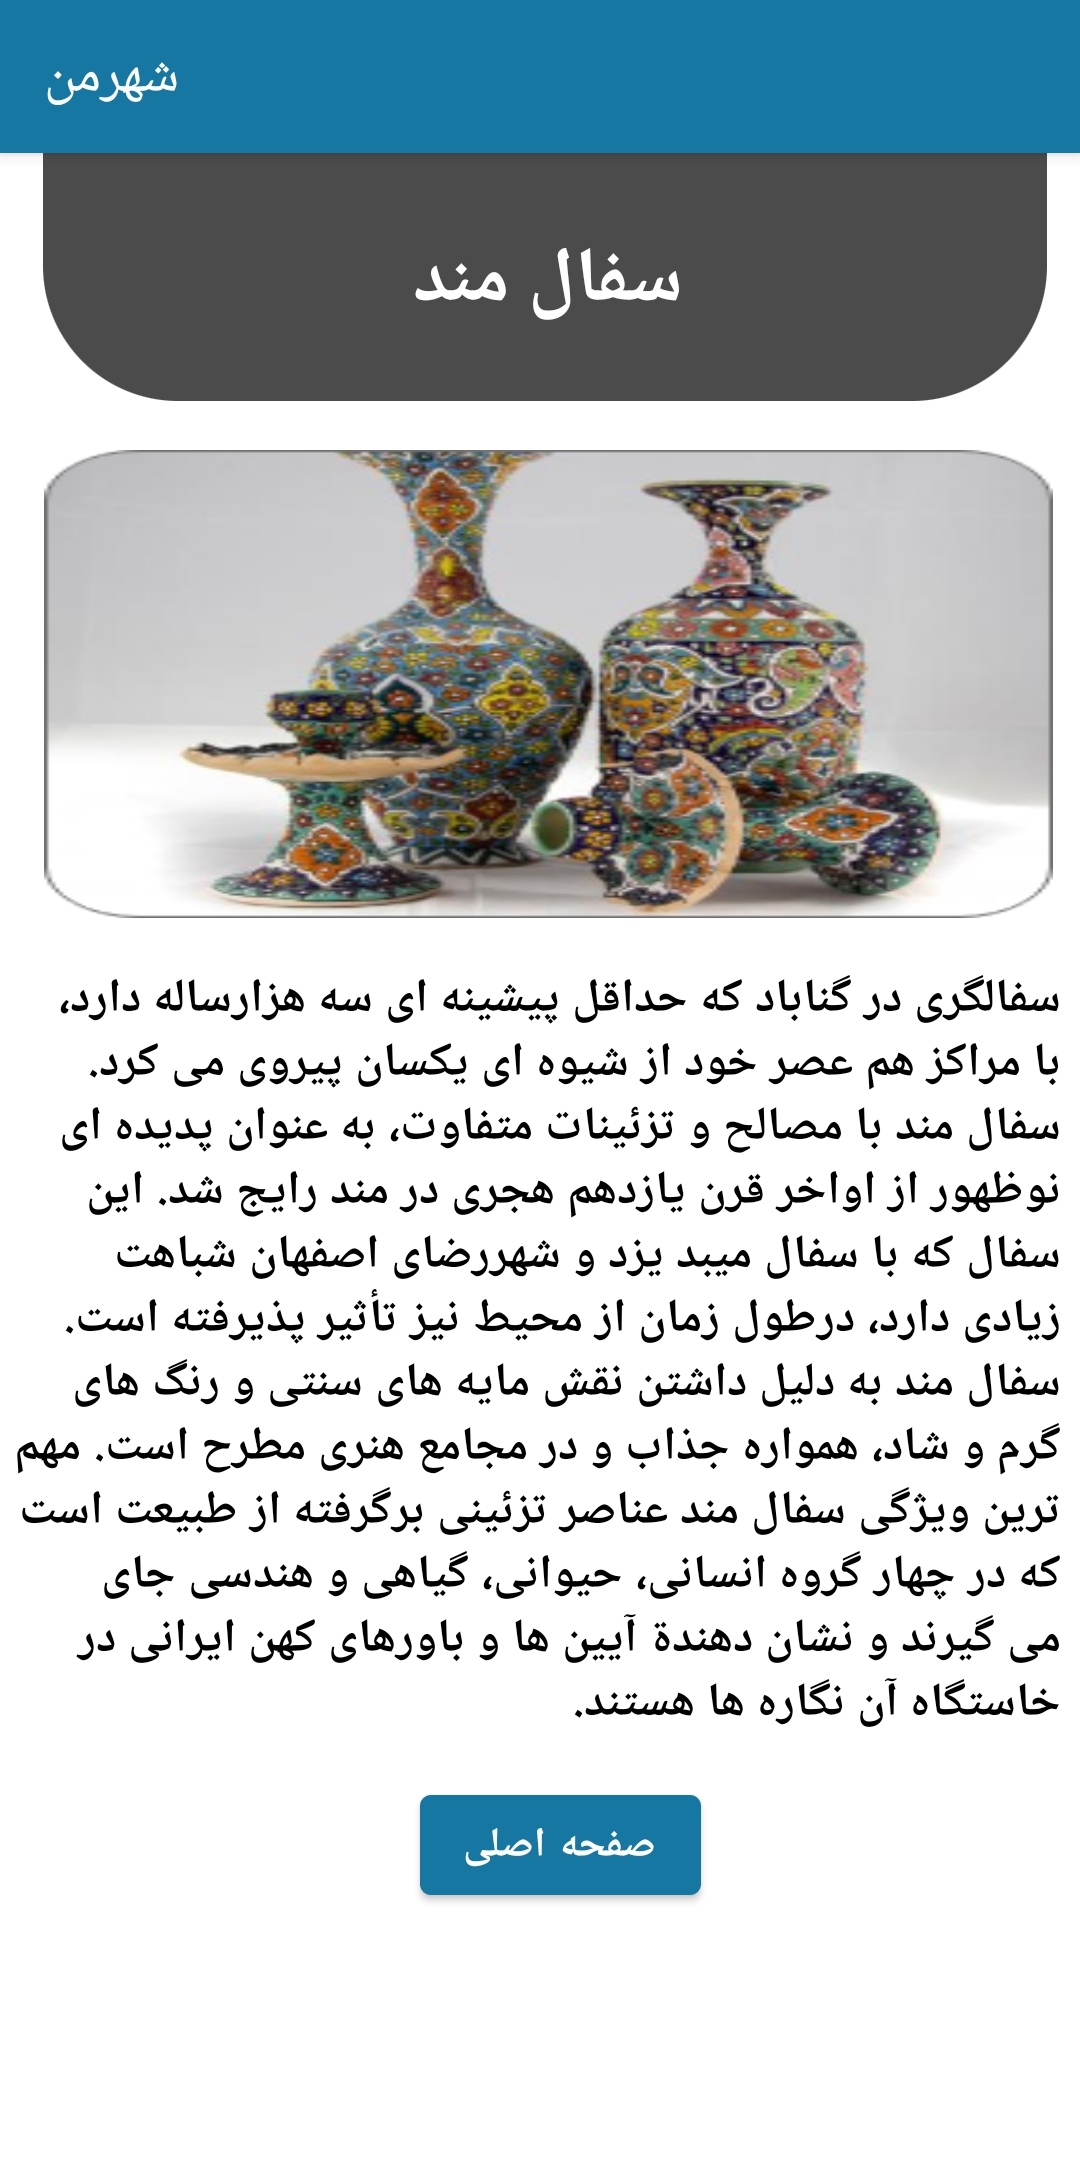 شهرمن
سفال مند
سفالگری در گناباد که حداقل پیشینه ای سه هزارساله دارد،
با مراکز هم عصر خود از شیوه ای یکسان پیروی می کرد.
سفال مند با مصالح و تزئینات متفاوت، به عنوان پدیده ای
نوظهور از اواخر قرن یازدهم هجری در مند رایج شد. این
سفال که با سفال میبد یزد و شهررضای اصفهان شباهت
زیادی دارد، درطول زمان از محیط نیز تأثیر پذیرفته است.
سفال مند به دلیل داشتن نقش مایه های سنتی و رنگ های
گرم و شاد، همواره جذاب و در مجامع هنری مطرح است. مهم
ترین ویژگی سفال مند عناصر تزئینی برگرفته از طبیعت است
که در چهار گروه انسانی، حیوانی، گیاهی و هندسی جای
می گیرند و نشان دهندة آیین ها و باورهای کهن ایرانی در
خاستگاه آن نگاره ها هستند.
صفحه اصلی